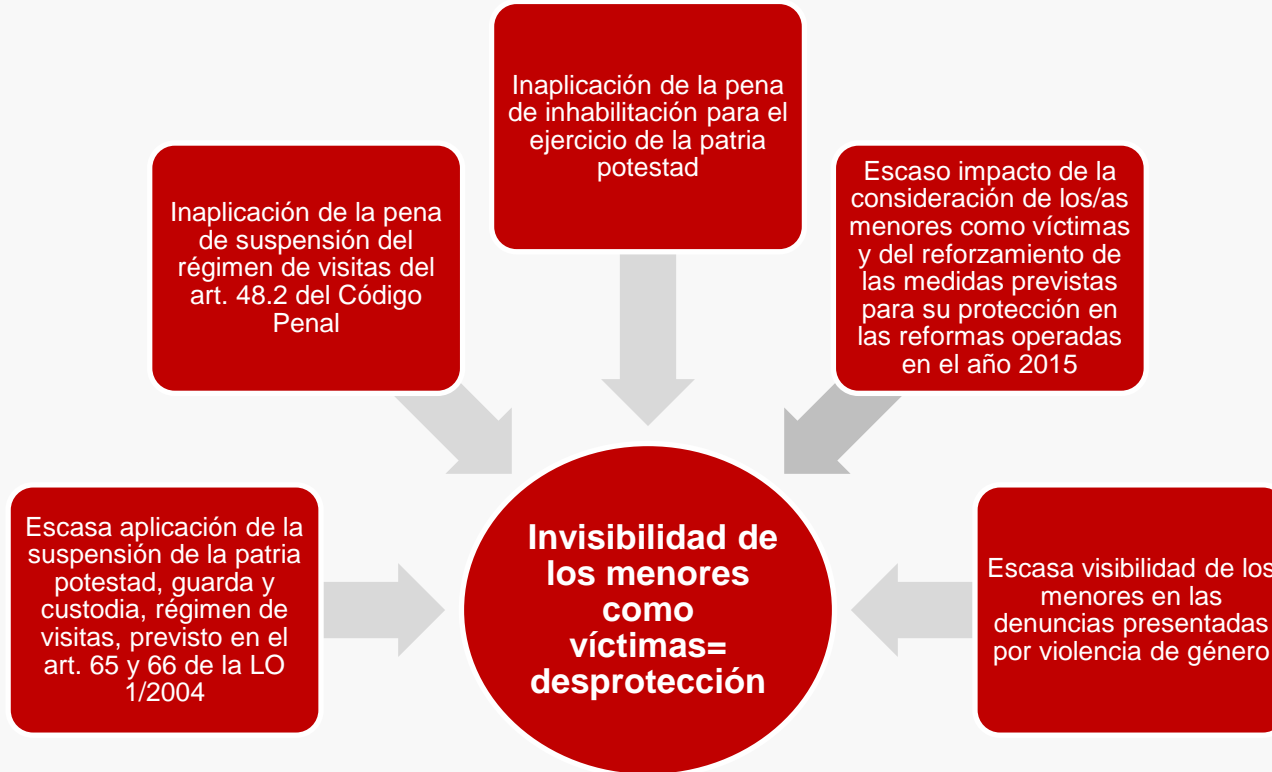 Inaplicación de la pena
de inhabilitación para el
ejercicio de la patria
potestad
Inaplicación de la pena
de suspensión del
régimen de visitas del
art. 48.2 del Código
Penal
Escaso impacto de la
consideración de los/as
menores como víctimas
y del reforzamiento de
las medidas previstas
para su protección en
las reformas operadas
en el año 2015
Escasa aplicación de la
suspensión de la patria
potestad, guarda y
custodia, régimen de
visitas, previsto en el
art. 65 y 66 de la LO
1/2004
Invisibilidad de
los menores
como
víctimas=
desprotección
Escasa visibilidad de los
menores en las
denuncias presentadas
por violencia de género